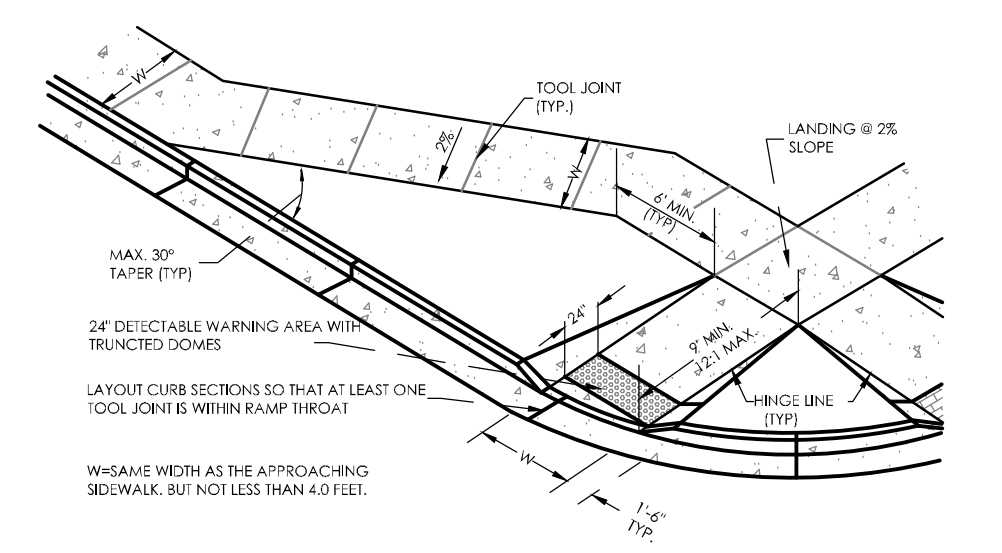 W
TOOL JOINT
(TYP.)
LANDING @ 2%
SLOPE
2%
W
6' MIN.
(TYP)
MAX. 30°
TAPER (TYP)
24"
24" DETECTABLE WARNING AREA WITH
TRUNCTED DOMES
9' MIN.
12:1 MAX.
LAYOUT CURB SECTIONS SO THAT AT LEAST ONE
TOOL JOINT IS WITHIN RAMP THROAT
HINGE LINE
(TYP)
W
W=SAME WIDTH AS THE APPROACHING
SIDEWALK. BUT NOT LESS THAN 4.0 FEET.
1'-6"
TYP.